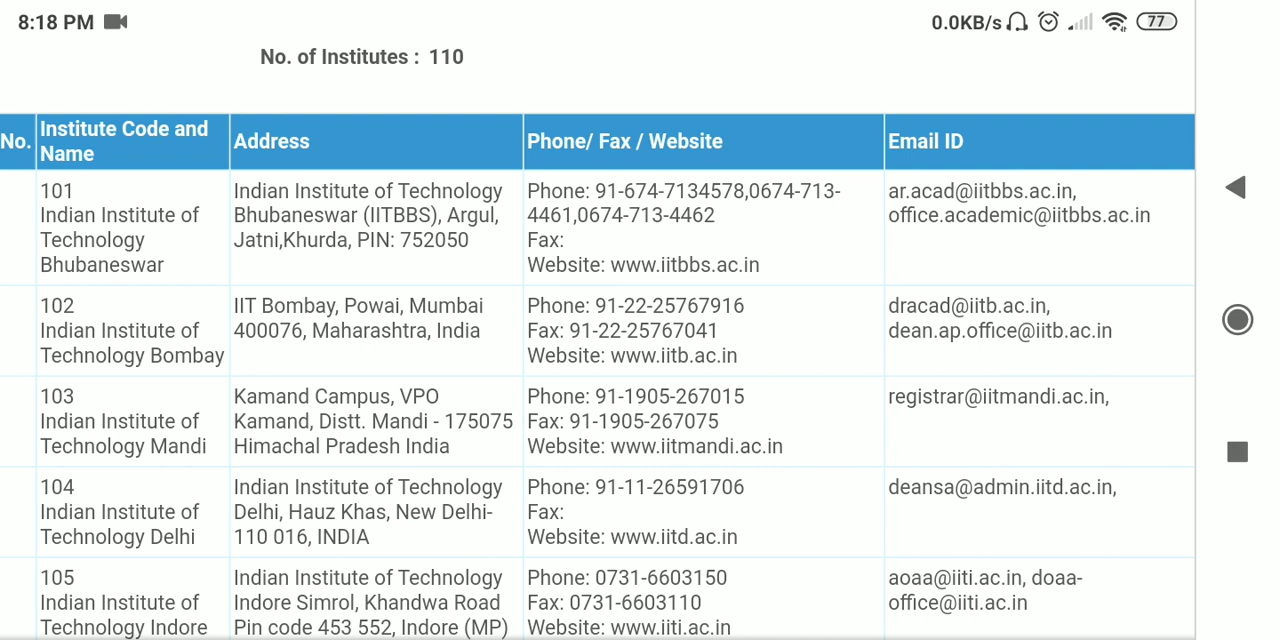 8:18 PM
0.0KB/s
77
No. of Institutes : 110
No.
Institute Code and
Name
Address
Phone/ Fax / Website
Email ID
101
Indian Institute of
Technology
Bhubaneswar
Indian Institute of Technology
Bhubaneswar (IITBBS), Argul,
Jatni,Khurda, PIN: 752050
Phone: 91-674-7134578,0674-713-
4461,0674-713-4462
Fax:
Website: www.iitbbs.ac.in
ar.acad@iitbbs.ac.in,
office.academic@iitbbs.ac.in
102
Indian Institute of
Technology Bombay
IIT Bombay, Powai, Mumbai
400076, Maharashtra, India
Phone: 91-22-25767916
Fax: 91-22-25767041
Website: www.iitb.ac.in
dracad@iitb.ac.in,
dean.ap.office@iitb.ac.in
103
Indian Institute of
Technology Mandi
Kamand Campus, VPO
Kamand, Distt. Mandi - 175075
Himachal Pradesh India
Phone: 91-1905-267015
Fax: 91-1905-267075
Website: www.iitmandi.ac.in
registrar@iitmandi.ac.in,
104
Indian Institute of
Technology Delhi
Indian Institute of Technology
Delhi, Hauz Khas, New Delhi-
110 016, INDIA
Phone: 91-11-26591706
Fax:
Website: www.iitd.ac.in
deansa@admin.iitd.ac.in,
105
Indian Institute of
Technology Indore
Indian Institute of Technology
Indore Simrol, Khandwa Road
Pin code 453 552, Indore (MP)
Phone: 0731-6603150
Fax: 0731-6603110
Website: www.iiti.ac.in
aoaa@iiti.ac.in, doaa-
office@iiti.ac.in